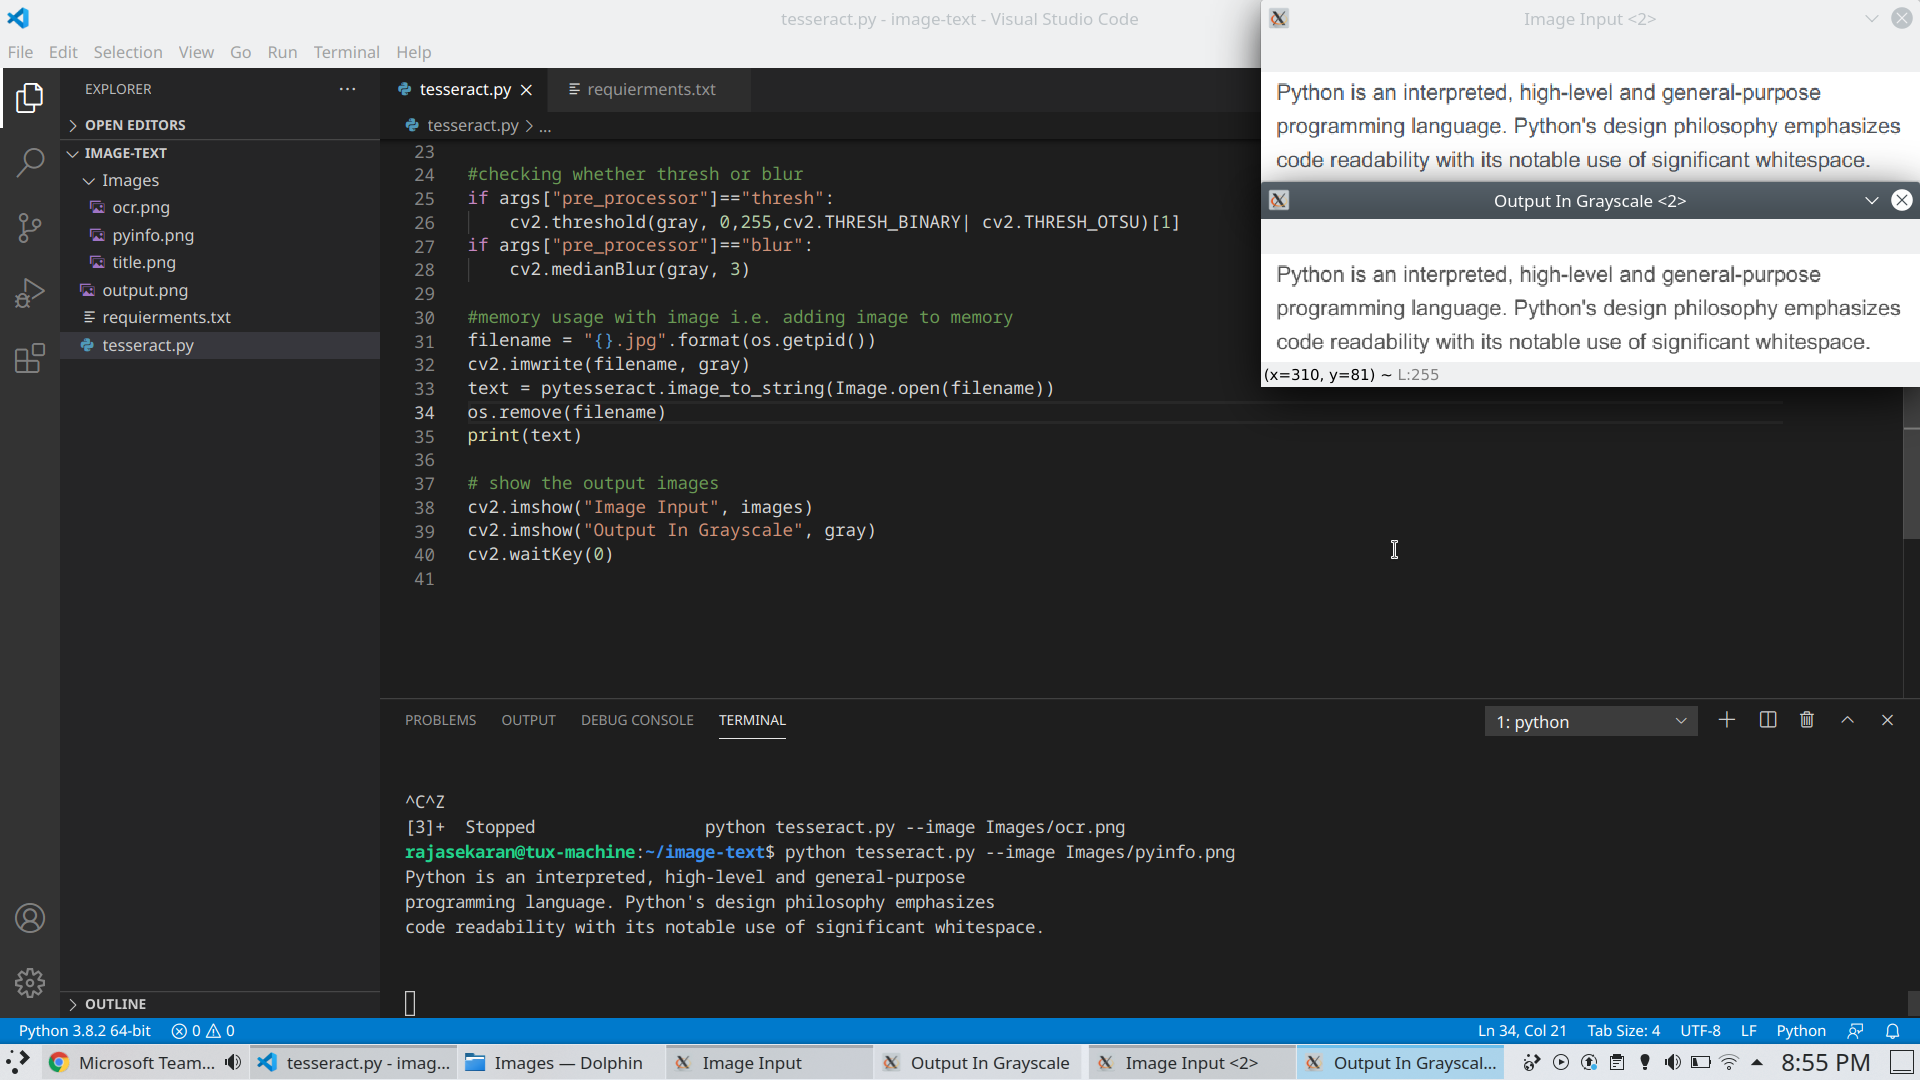 tesseract.py - image-text - Visual Studio Code
File Edit Selection View Go Run Terminal Help
EXPLORER
OPEN EDITORS
IMAGE-TEXT
Images
ocr.png
pyinfo.png
title.png
output.png
requierments.txt
tesseract.py
OUTLINE
tesseract.py
requierments.txt
tesseract.py > ...
23
24 #checking whether thresh or blur
25 if args["pre_processor"]=="thresh":
26 cv2.threshold(gray, 0,255,cv2.THRESH_BINARY| cv2.THRESH_OTSU)[1]
27 if args["pre_processor"]=="blur":
28 cv2.medianBlur(gray, 3)
29
30 #memory usage with image i.e. adding image to memory
31 filename = "{}.jpg".format(os.getpid())
32 cv2.imwrite(filename, gray)
33 text = pytesseract.image_to_string(Image.open(filename))
34 os.remove(filename)
35 print(text)
36
37 # show the output images
38 cv2.imshow("Image Input", images)
39 cv2.imshow("Output In Grayscale", gray)
40 cv2.waitKey(0)
41
Image Input <2>
Python is an interpreted, high-level and general-purpose
programming language. Python's design philosophy emphasizes
code readability with its notable use of significant whitespace.
Output In Grayscale <2>
Python is an interpreted, high-level and general-purpose
programming language. Python's design philosophy emphasizes
code readability with its notable use of significant whitespace.
(x=310, y=81) ~ L:255
PROBLEMS OUTPUT DEBUG CONSOLE TERMINAL
1: python
^C^Z
[3]+ Stopped python tesseract.py --image Images/ocr.png
rajasekaran@tux-machine:~/image-text$ python tesseract.py --image Images/pyinfo.png
Python is an interpreted, high-level and general-purpose
programming language. Python's design philosophy emphasizes
code readability with its notable use of significant whitespace.
Python 3.8.2 64-bit 0 0 Ln 34, Col 21 Tab Size: 4 UTF-8 LF Python
Microsoft Team... tesseract.py - imag... Images — Dolphin Image Input Output In Grayscale Image Input <2> Output In Grayscal... 8:55 PM